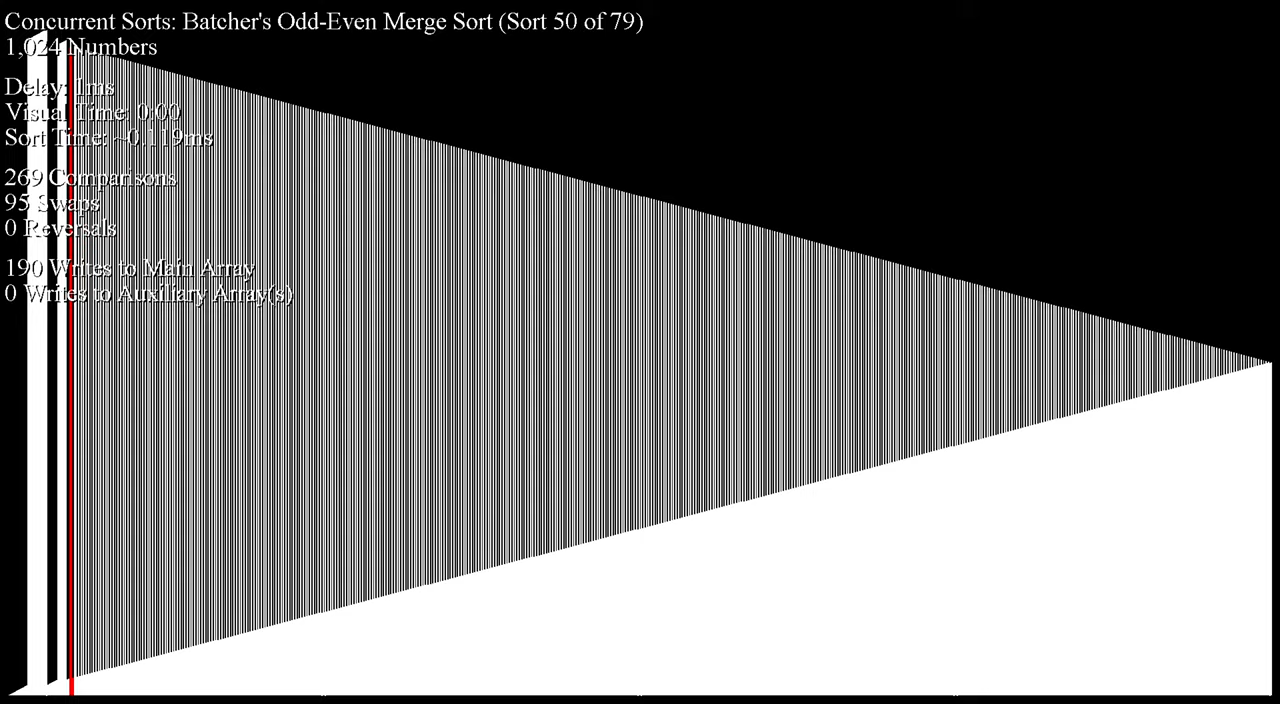 Concurrent Sorts: Batcher's Odd-Even Merge Sort (Sort 50 of 79)
1,024 Numbers
Delay: 1ms
Visual Time: 0:00
Sort Time: ~0.119ms
269 Comparisons
95 Swaps
0 Reversals
190 Writes to Main Array
0 Writes to Auxiliary Array(s)